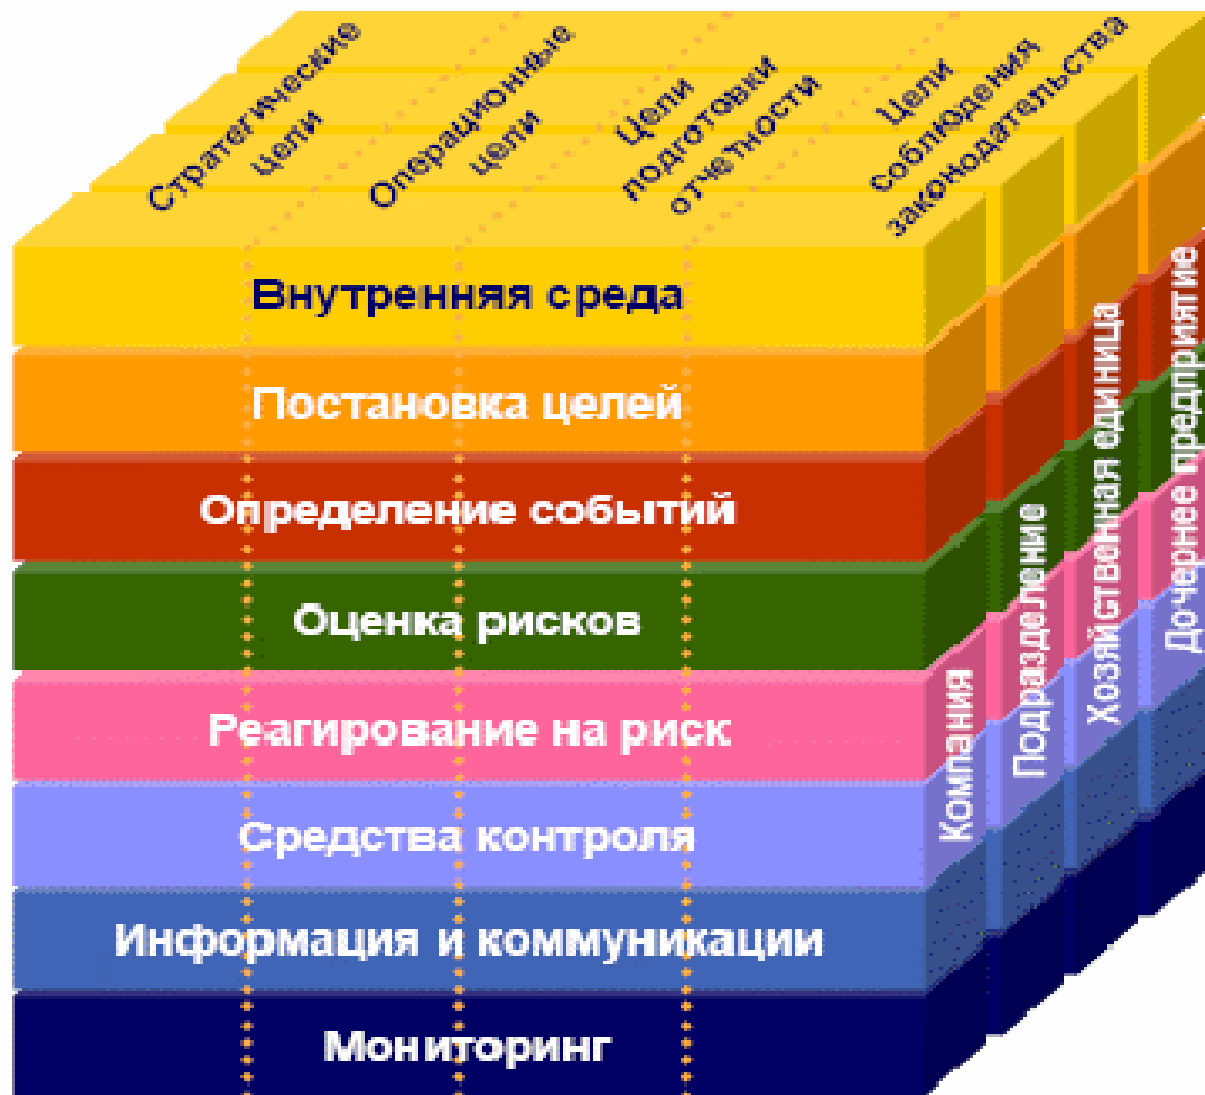 Стратегические
цели
Операционные
цели
Цели
подготовки
отчетности
Цели
соблюдения
законодательства
Внутренняя среда
Постановка целей
Определение событий
Оценка рисков
Реагирование на риск
Средства контроля
Информация и коммуникации
Мониторинг
Компания
Подразделение
Хозяйственная единица
Дочернее предприятие